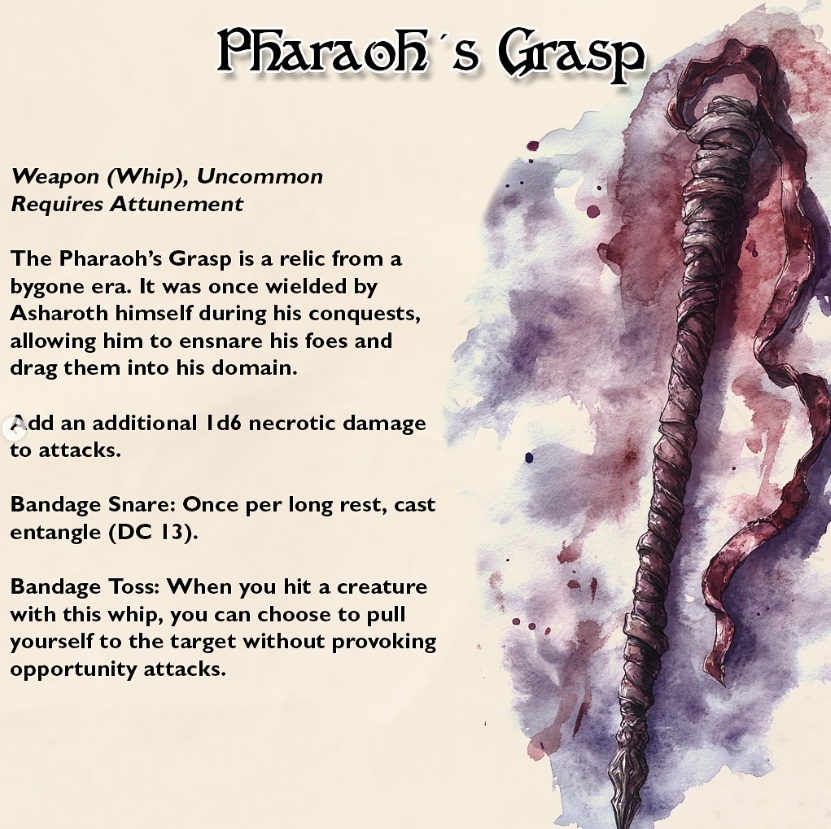 Pharaoh´s Grasp
Weapon (Whip), Uncommon
Requires Attunement
The Pharaoh’s Grasp is a relic from a
bygone era. It was once wielded by
Asharoth himself during his conquests,
allowing him to ensnare his foes and
drag them into his domain.
Add an additional 1d6 necrotic damage
to attacks.
Bandage Snare: Once per long rest, cast
entangle (DC 13).
Bandage Toss: When you hit a creature
with this whip, you can choose to pull
yourself to the target without provoking
opportunity attacks.